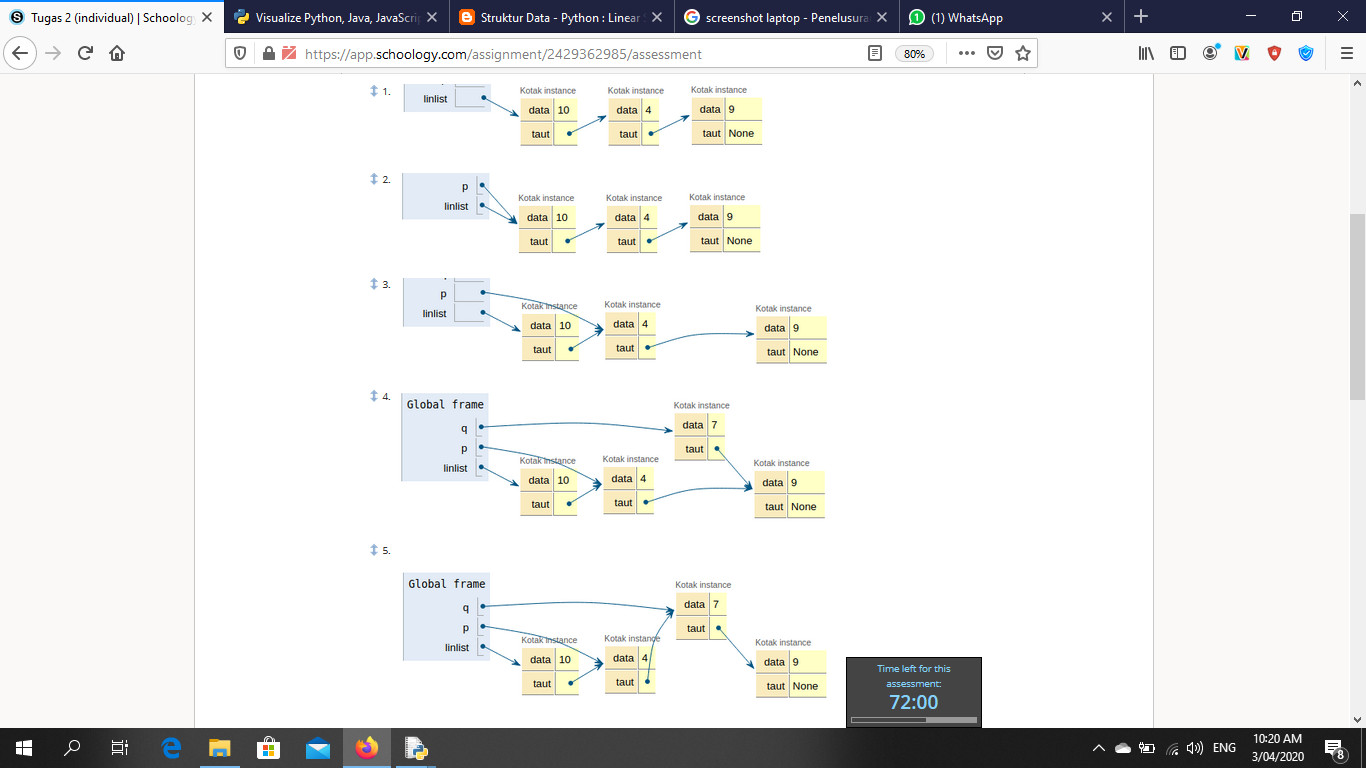 Tugas 2 (individual) | Schoology
Visualize Python, Java, JavaScri
Struktur Data - Python : Linear
screenshot laptop - Penelusura
(1) WhatsApp
https://app.schoology.com/assignment/2429362985/assessment
80%
1.
linlist
Kotak instance
Kotak instance
Kotak instance
data 10
data 4
data 9
taut
taut
taut None
2.
p
linlist
Kotak instance
Kotak instance
Kotak instance
data 10
data 4
data 9
taut
taut
taut None
3.
p
linlist
Kotak instance
Kotak instance
Kotak instance
data 10
data 4
data 9
taut
taut
taut None
4.
Global frame
q
p
linlist
Kotak instance
data 7
taut
Kotak instance
Kotak instance
Kotak instance
data 10
data 4
data 9
taut
taut
taut None
5.
Global frame
q
p
linlist
Kotak instance
data 7
taut
Kotak instance
Kotak instance
Kotak instance
data 10
data 4
data 9
taut
taut
taut None
Time left for this
assessment:
72:00
ENG
10:20 AM
3/04/2020
8